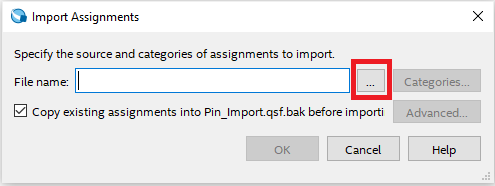 Import Assignments
Specify the source and categories of assignments to import.
File name: ... Categories...
Copy existing assignments into Pin_Import.qsf.bak before importi Advanced...
OK Cancel Help